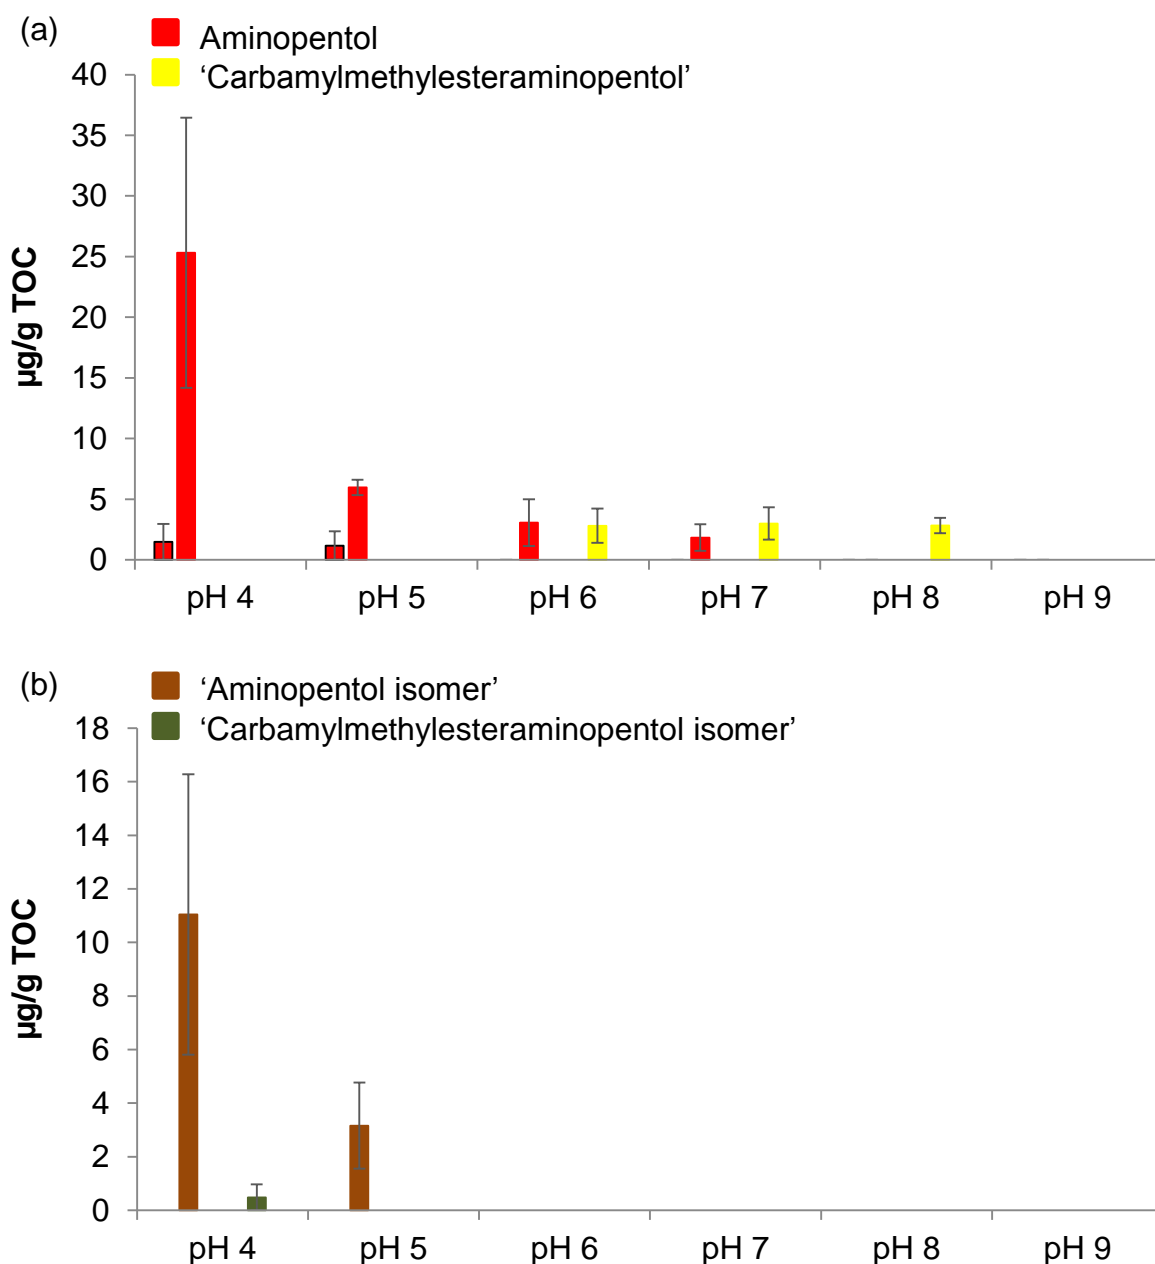 (a)
Aminopentol
‘Carbamylmethylesteraminopentol’
40
35
30
25
20
15
10
5
0
µg/g TOC
pH 4 pH 5 pH 6 pH 7 pH 8 pH 9
(b)
‘Aminopentol isomer’
‘Carbamylmethylesteraminopentol isomer’
18
16
14
12
10
8
6
4
2
0
µg/g TOC
pH 4 pH 5 pH 6 pH 7 pH 8 pH 9